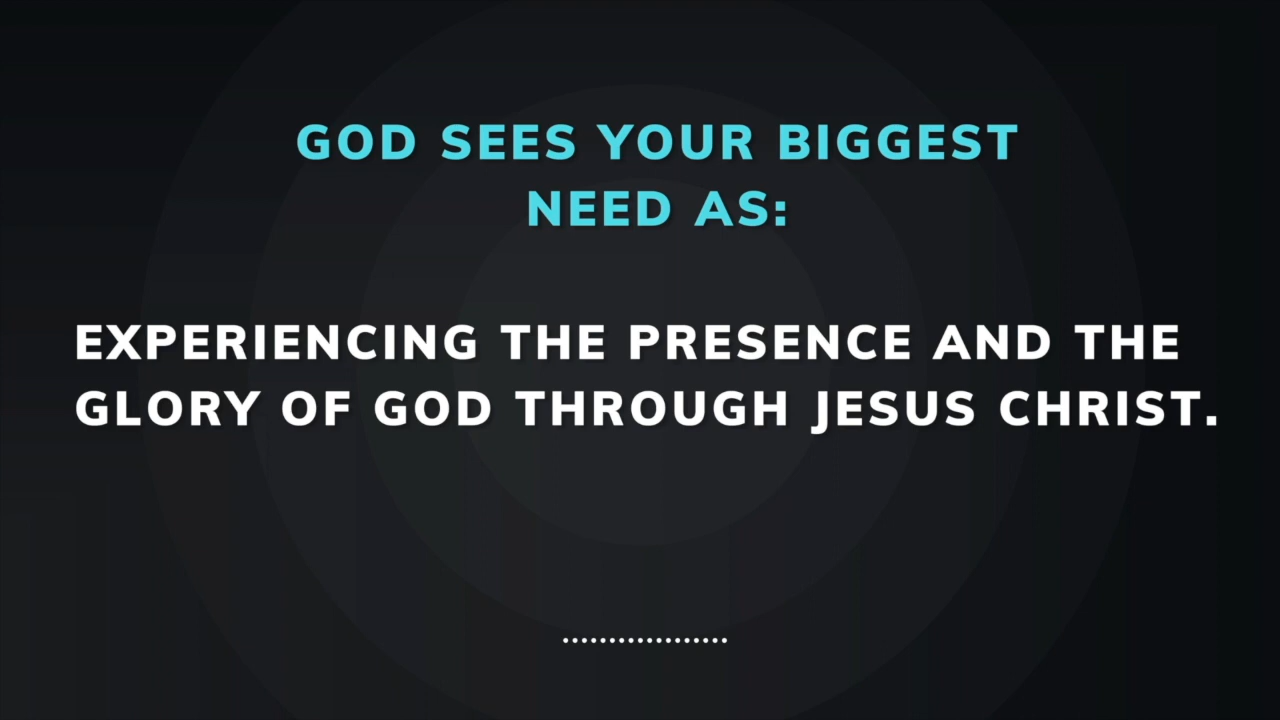 GOD SEES YOUR BIGGEST
NEED AS:
EXPERIENCING THE PRESENCE AND THE
GLORY OF GOD THROUGH JESUS CHRIST.